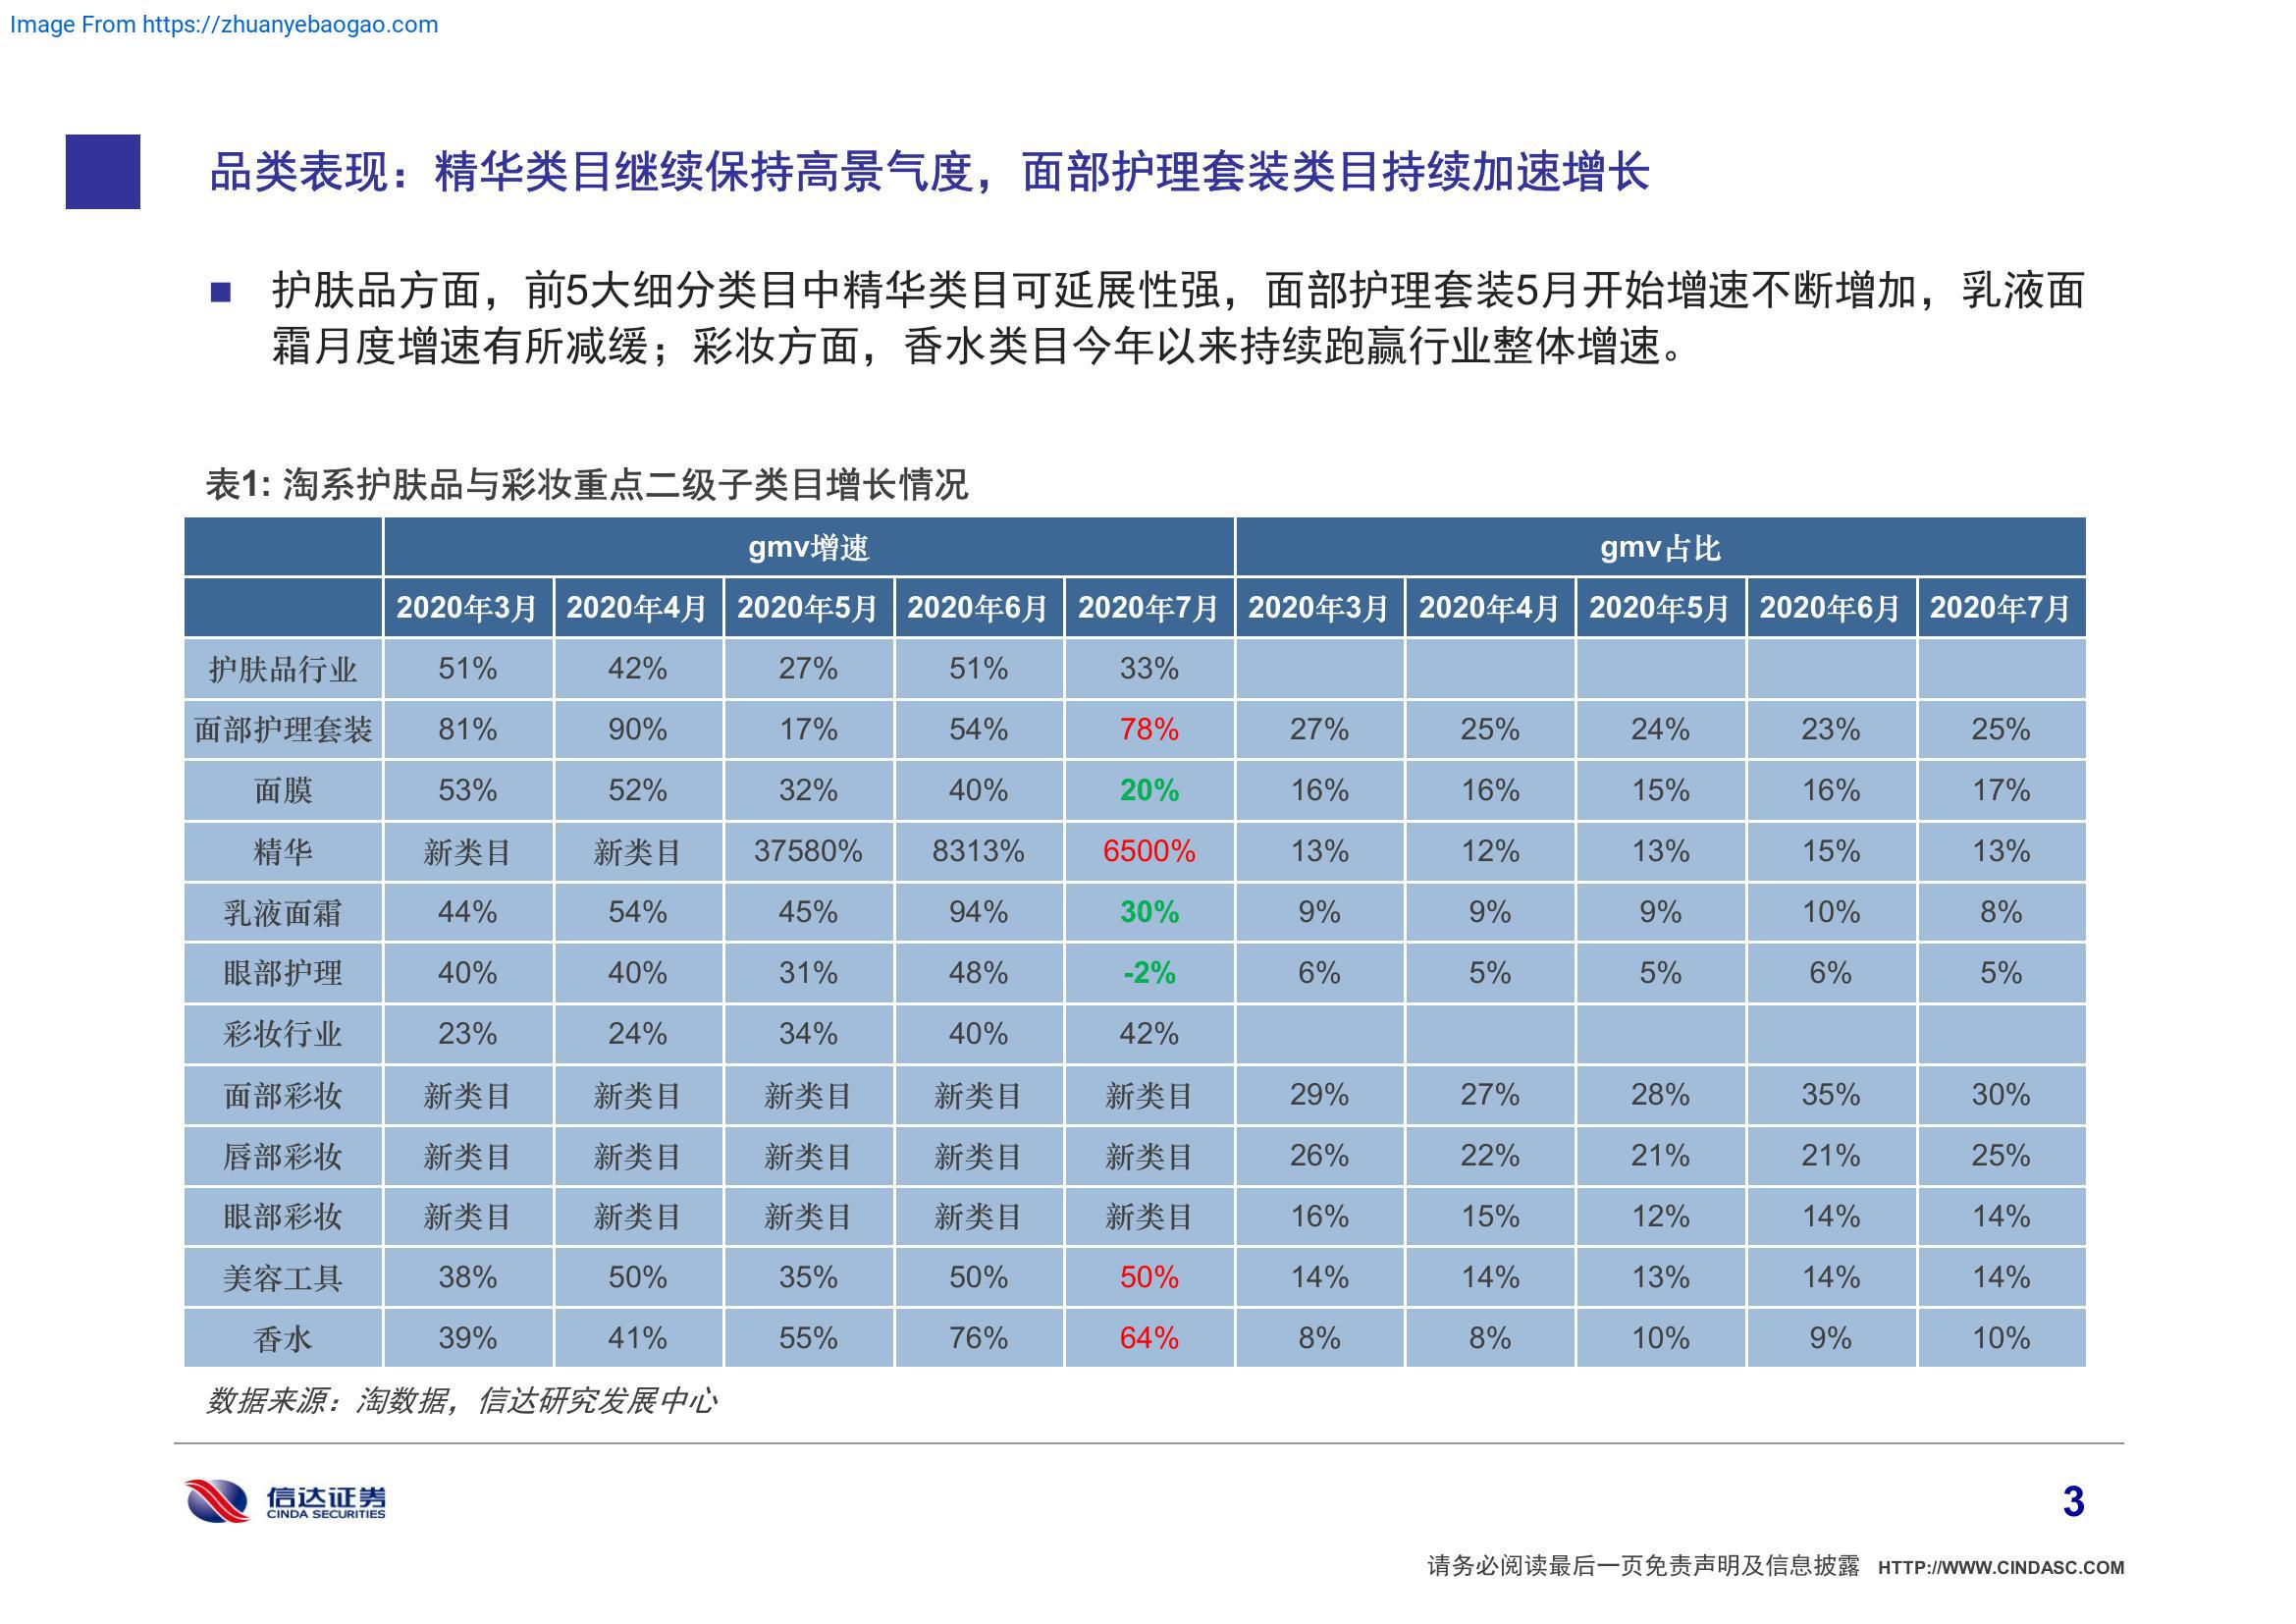 Image From https://zhuanyebaogao.com
品类表现：精华类目继续保持高景气度，面部护理套装类目持续加速增长
■ 护肤品方面，前5大细分类目中精华类目可延展性强，面部护理套装5月开始增速不断增加，乳液面
霜月度增速有所减缓；彩妆方面，香水类目今年以来持续跑赢行业整体增速。
表1: 淘系护肤品与彩妆重点二级子类目增长情况
gmv增速 gmv占比
2020年3月 2020年4月 2020年5月 2020年6月 2020年7月 2020年3月 2020年4月 2020年5月 2020年6月 2020年7月
护肤品行业 51% 42% 27% 51% 33%
面部护理套装 81% 90% 17% 54% 78% 27% 25% 24% 23% 25%
面膜 53% 52% 32% 40% 20% 16% 16% 15% 16% 17%
精华 新类目 新类目 37580% 8313% 6500% 13% 12% 13% 15% 13%
乳液面霜 44% 54% 45% 94% 30% 9% 9% 9% 10% 8%
眼部护理 40% 40% 31% 48% -2% 6% 5% 5% 6% 5%
彩妆行业 23% 24% 34% 40% 42%
面部彩妆 新类目 新类目 新类目 新类目 新类目 29% 27% 28% 35% 30%
唇部彩妆 新类目 新类目 新类目 新类目 新类目 26% 22% 21% 21% 25%
眼部彩妆 新类目 新类目 新类目 新类目 新类目 16% 15% 12% 14% 14%
美容工具 38% 50% 35% 50% 50% 14% 14% 13% 14% 14%
香水 39% 41% 55% 76% 64% 8% 8% 10% 9% 10%
数据来源：淘数据，信达研究发展中心
信达证券
CINDA SECURITIES
3
请务必阅读最后一页免责声明及信息披露 HTTP://WWW.CINDASC.COM